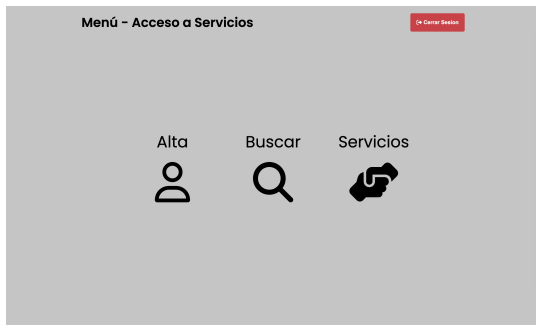 Menú - Acceso a Servicios
Cerrar Sesion
Alta
Buscar
Servicios